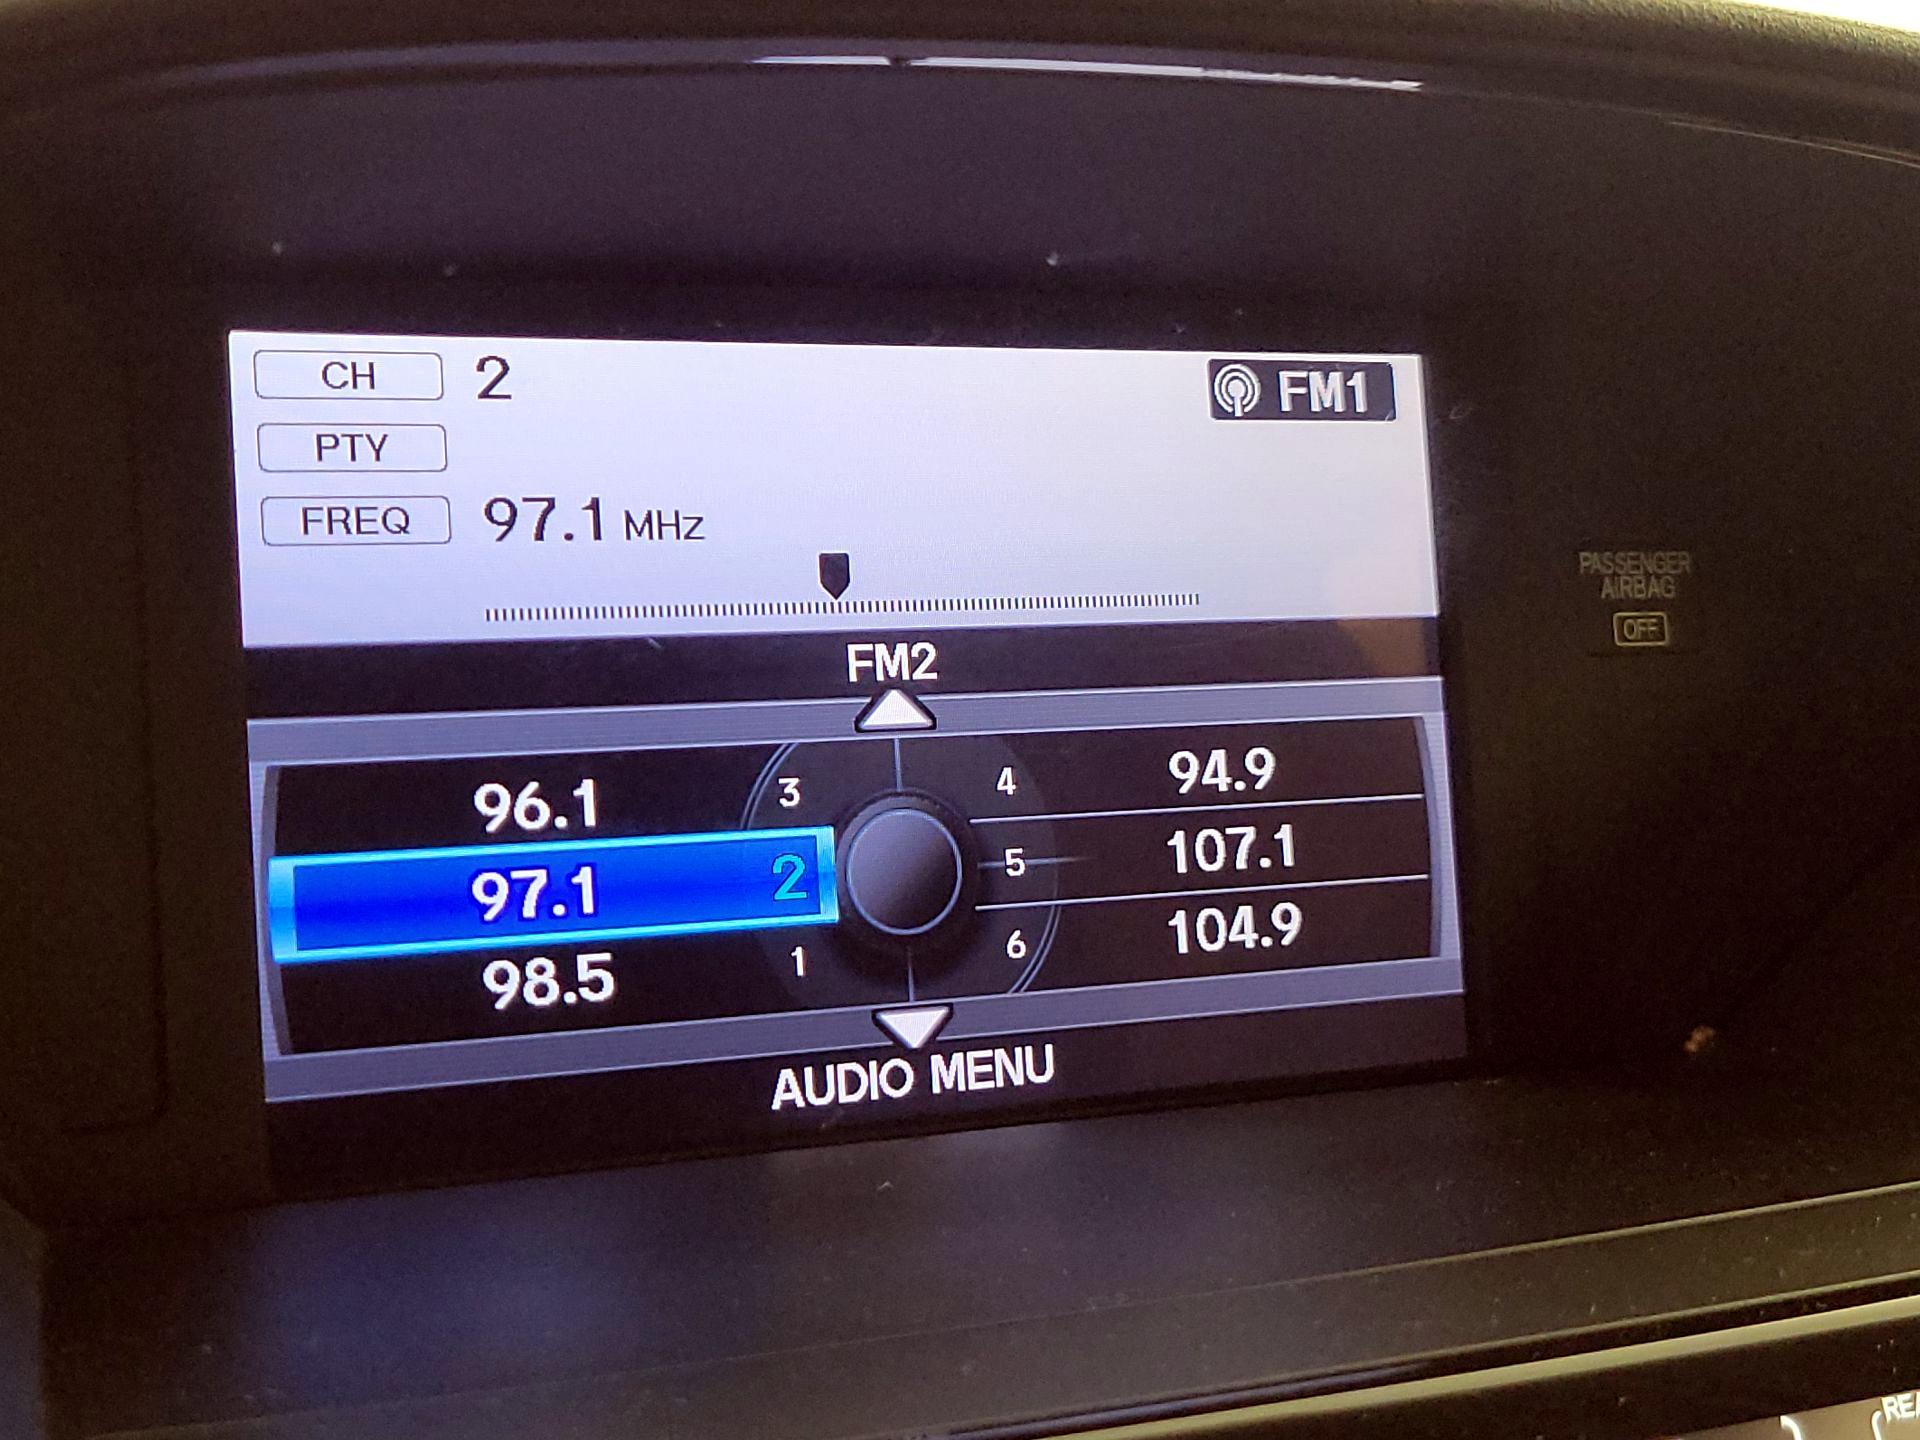 CH 2
FM1
PTY
FREQ 97.1 MHz
FM2
96.1 3
97.1 2
98.5 1
4 94.9
5 107.1
6 104.9
AUDIO MENU
PASSENGER
AIRBAG
OFF